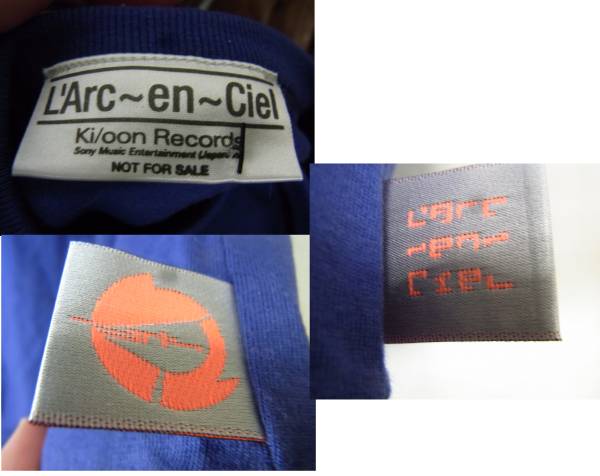 L'Arc~en~Ciel
Ki/oon Records
Sony Music Entertainment (Japan)
NOT FOR SALE
L'Arc
~en~
Ciel